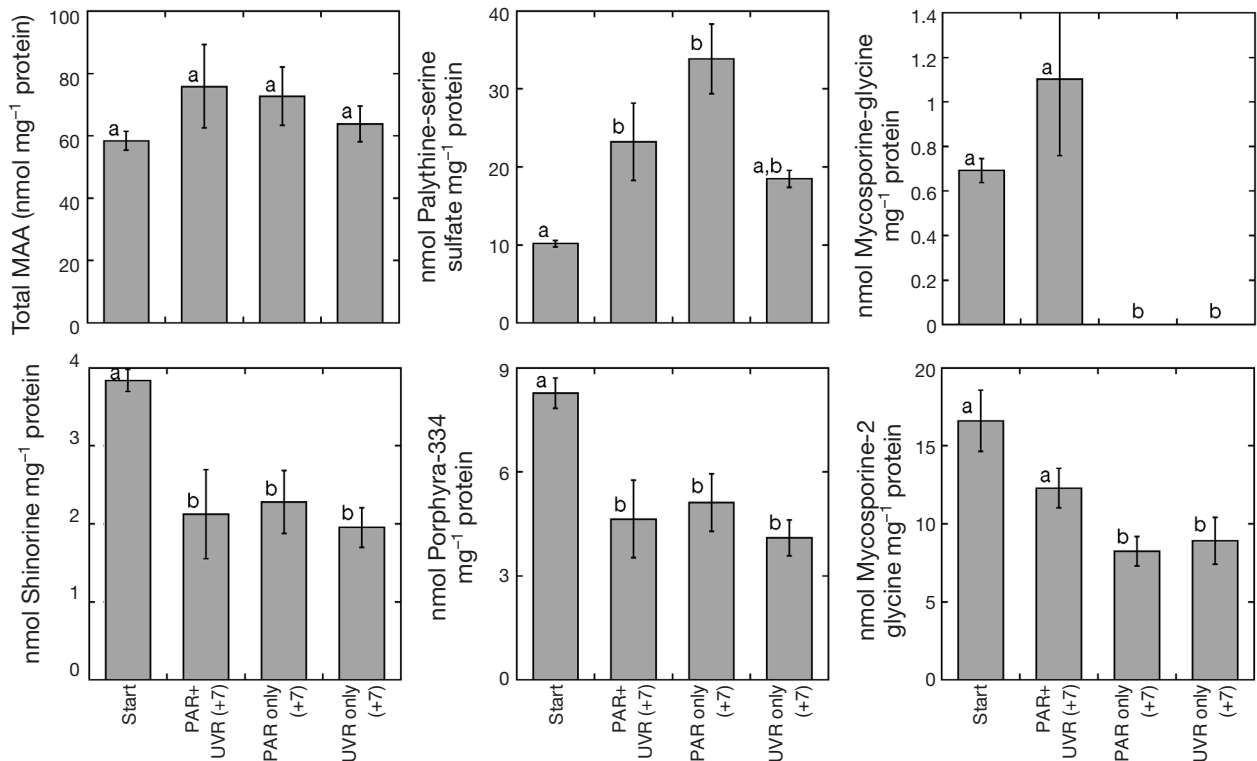 Total MAA (nmol mg⁻¹ protein)
100
80
60
40
20
0
a
a
a
a
nmol Palythine-serine
sulfate mg⁻¹ protein
40
30
20
10
0
a
b
b
a,b
nmol Mycosporine-glycine
mg⁻¹ protein
1.4
1.2
1
0.8
0.6
0.4
0.2
0
a
a
b
b
nmol Shinorine mg⁻¹ protein
4
3
2
1
0
a
b
b
b
Start
PAR+
UVR (+7)
PAR only
(+7)
UVR only
(+7)
nmol Porphyra-334
mg⁻¹ protein
9
6
3
0
a
b
b
b
Start
PAR+
UVR (+7)
PAR only
(+7)
UVR only
(+7)
nmol Mycosporine-2
glycine mg⁻¹ protein
20
15
10
5
0
a
a
b
b
Start
PAR+
UVR (+7)
PAR only
(+7)
UVR only
(+7)